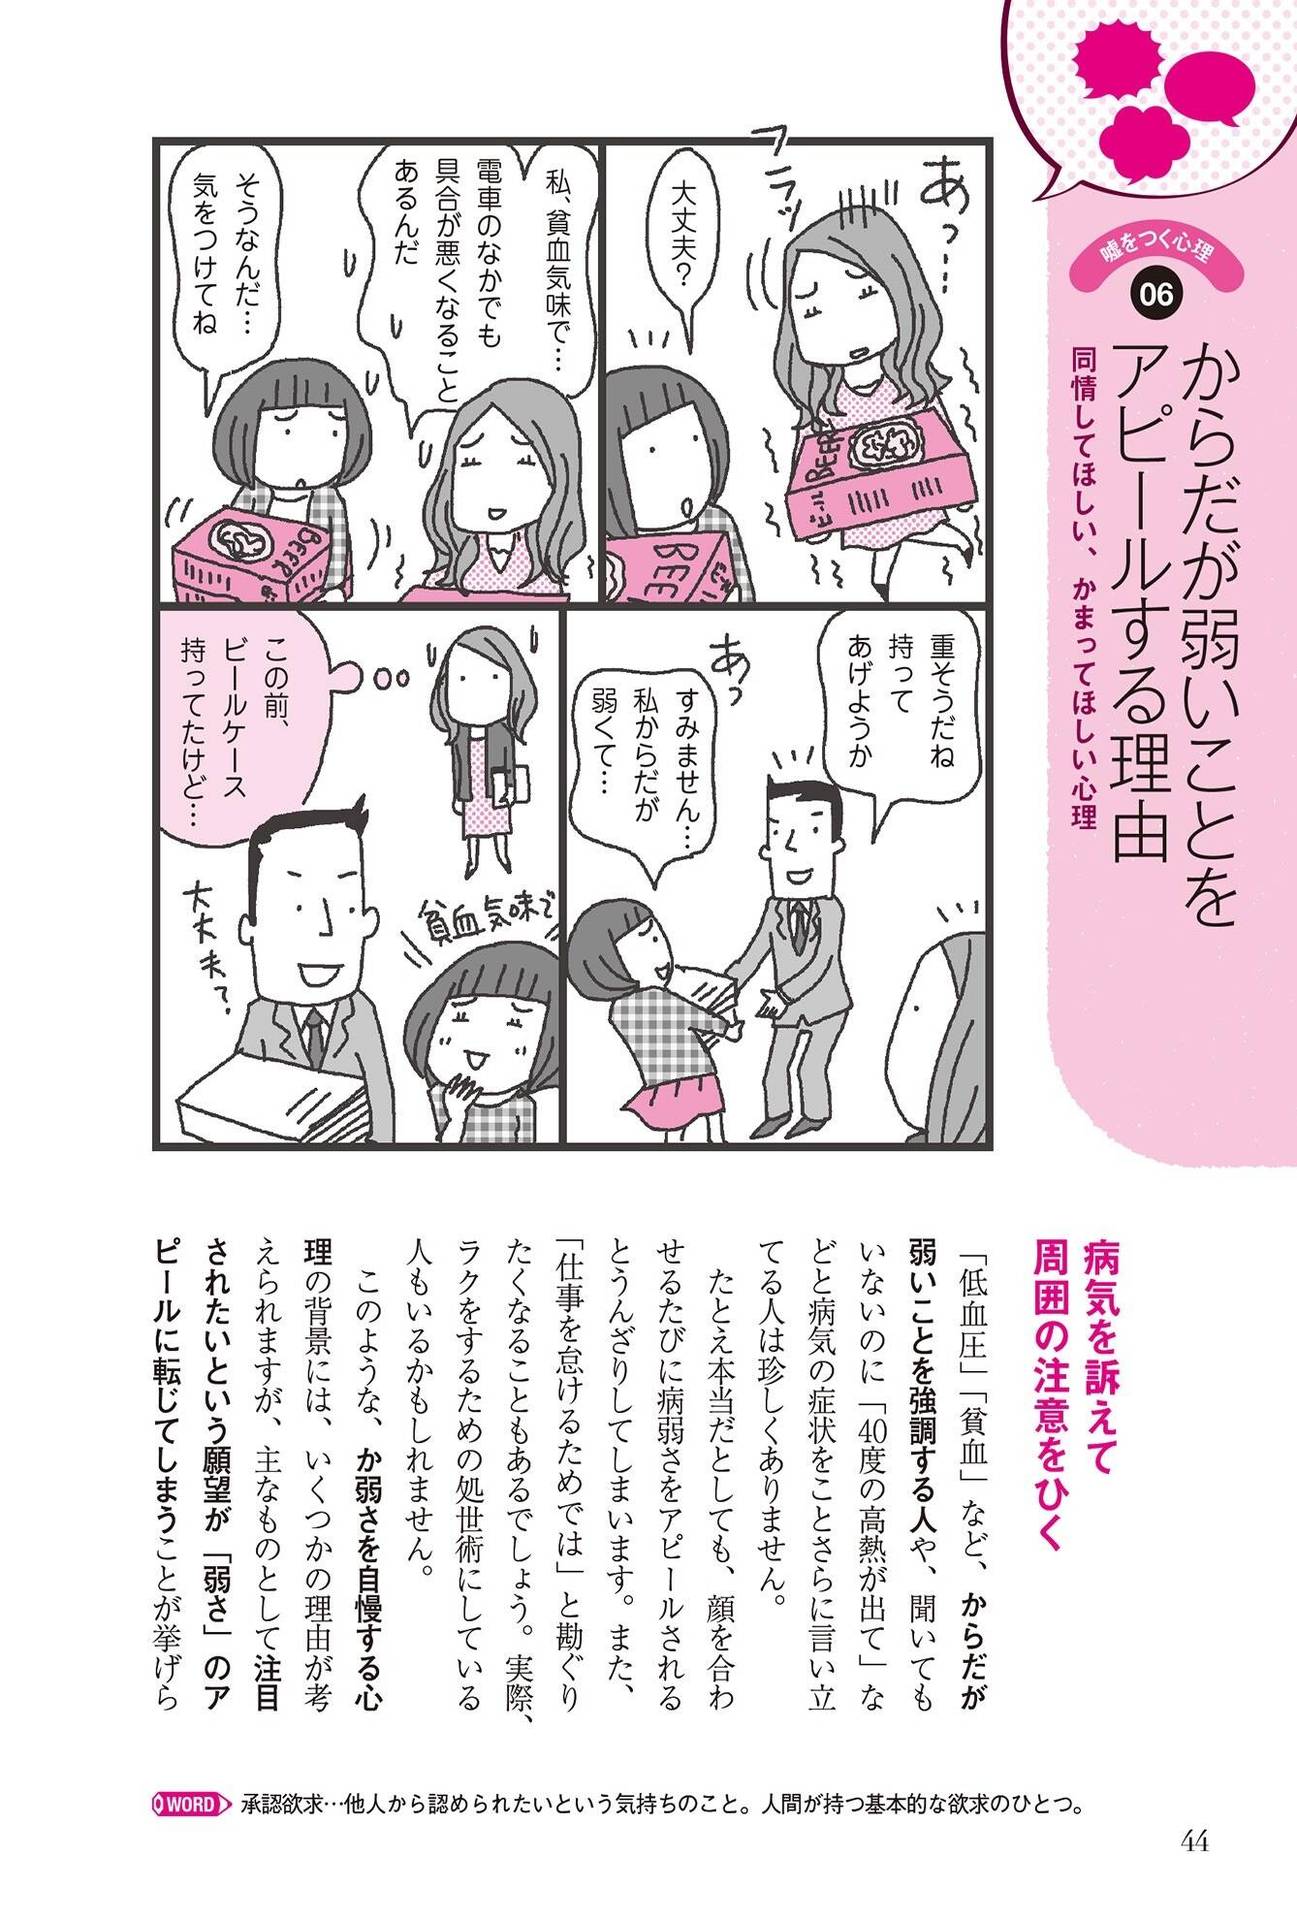 嘘をつく心理
06
からだが弱いことを
アピールする理由
同情してほしい、かまってほしい心理
あっ…
フラッ
大丈夫?
BEER
ビール
BEE
私、貧血気味で…
電車のなかでも
具合が悪くなること
あるんだ
そうなんだ…
気をつけてね
BEER
重そうだね
持って
あげようか
あっ
すみません…
私からだが
弱くて…
この前、
ビールケース
持ってたけど…
貧血気味で
大丈夫?
病気を訴えて
周囲の注意をひく
「低血圧」「貧血」など、からだが
弱いことを強調する人や、聞いても
いないのに「40度の高熱が出て」な
どと病気の症状をことさらに言い立
てる人は珍しくありません。
たとえ本当だとしても、顔を合わ
せるたびに病弱さをアピールされる
とうんざりしてしまいます。また、
「仕事を怠けるためでは」と勘ぐり
たくなることもあるでしょう。実際、
ラクをするための処世術にしている
人もいるかもしれません。
このような、か弱さを自慢する心
理の背景には、いくつかの理由が考
えられますが、主なものとして注目
されたいという願望が「弱さ」のア
ピールに転じてしまうことが挙げら
WORD 承認欲求…他人から認められたいという気持ちのこと。人間が持つ基本的な欲求のひとつ。
44